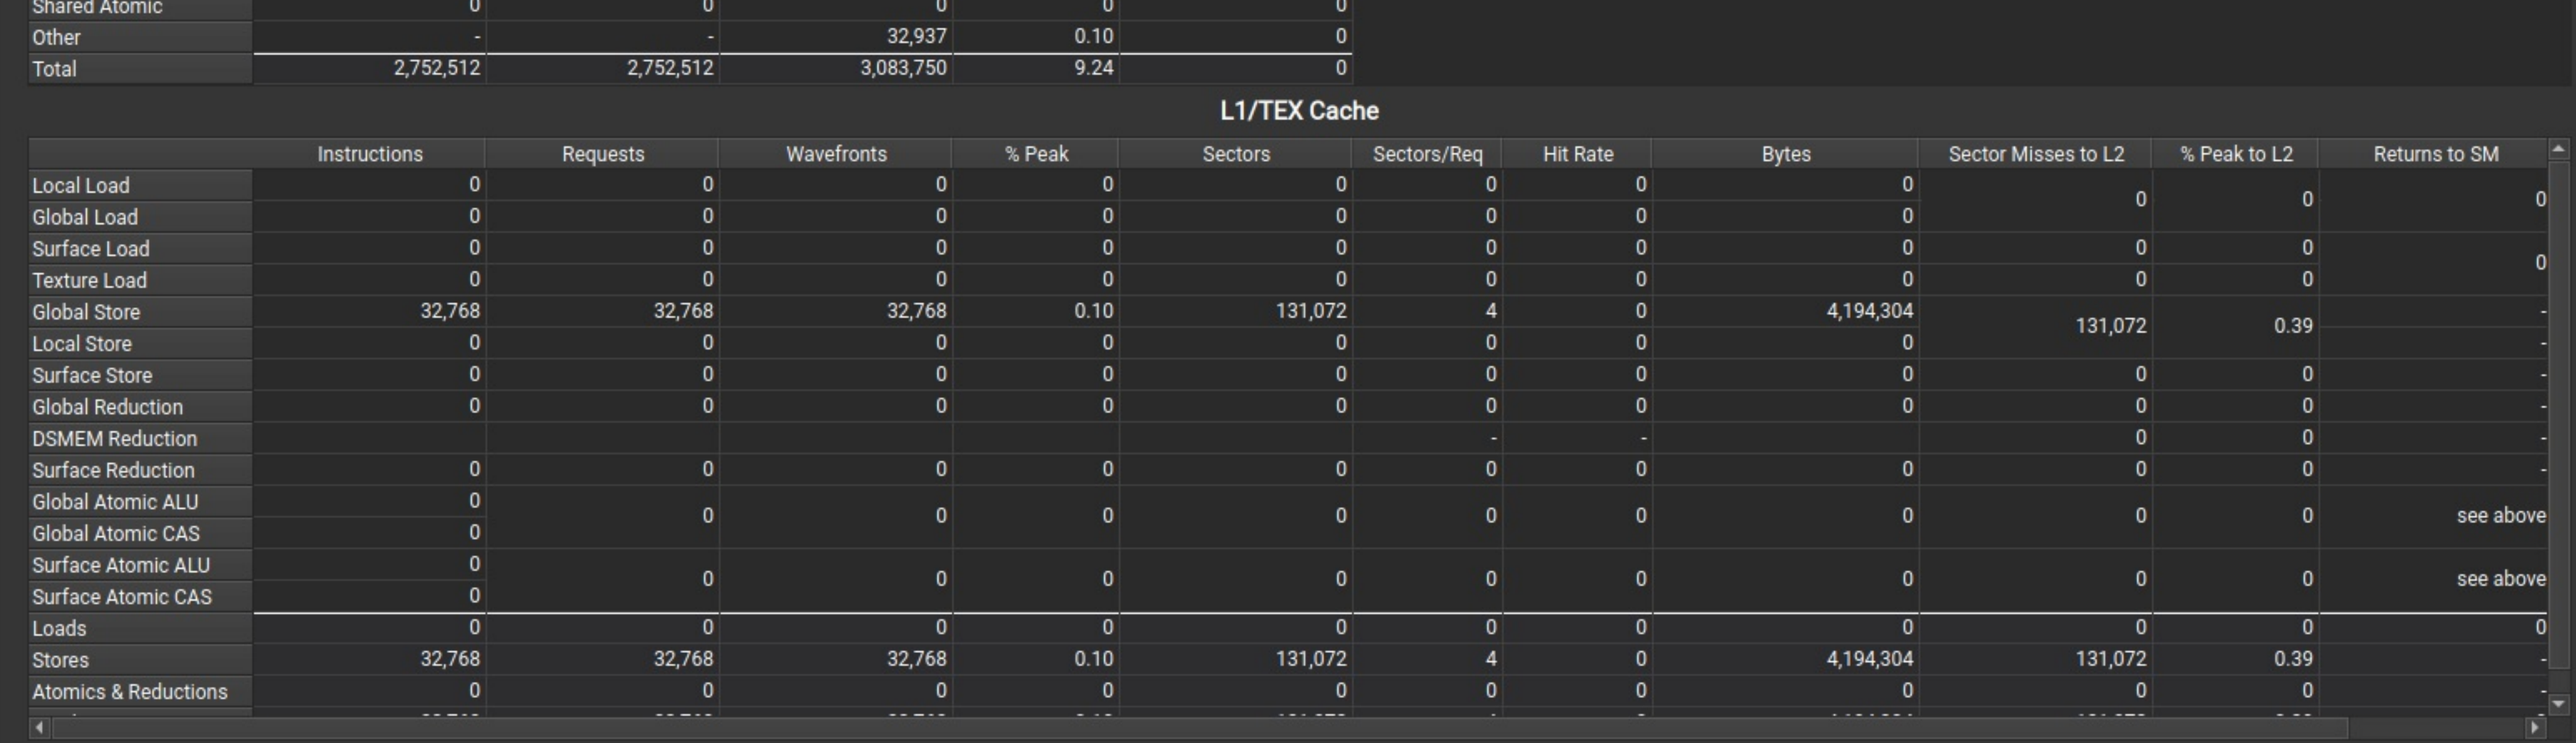 Shared Atomic 0 0 0 0 0
Other - - 32,937 0.10 0
Total 2,752,512 2,752,512 3,083,750 9.24 0
L1/TEX Cache
Instructions Requests Wavefronts % Peak Sectors Sectors/Req Hit Rate Bytes Sector Misses to L2 % Peak to L2 Returns to SM
Local Load 0 0 0 0 0 0 0 0 0 0 0
Global Load 0 0 0 0 0 0 0 0
Surface Load 0 0 0 0 0 0 0 0 0 0 0
Texture Load 0 0 0 0 0 0 0 0 0 0
Global Store 32,768 32,768 32,768 0.10 131,072 4 0 4,194,304 131,072 0.39 -
Local Store 0 0 0 0 0 0 0 0 -
Surface Store 0 0 0 0 0 0 0 0 0 0 -
Global Reduction 0 0 0 0 0 0 0 0 0 0 -
DSMEM Reduction - - 0 0 -
Surface Reduction 0 0 0 0 0 0 0 0 0 0 -
Global Atomic ALU 0 0 0 0 0 0 0 0 0 0 see above
Global Atomic CAS 0
Surface Atomic ALU 0 0 0 0 0 0 0 0 0 0 see above
Surface Atomic CAS 0
Loads 0 0 0 0 0 0 0 0 0 0 0
Stores 32,768 32,768 32,768 0.10 131,072 4 0 4,194,304 131,072 0.39 -
Atomics & Reductions 0 0 0 0 0 0 0 0 0 0 -